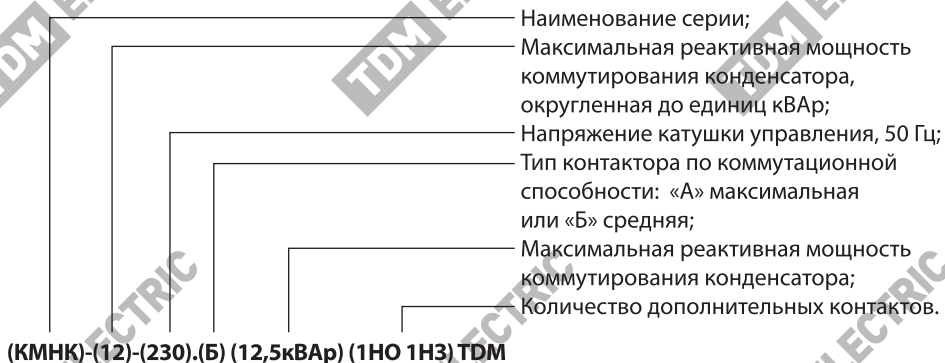 Наименование серии;
Максимальная реактивная мощность
коммутирования конденсатора,
округленная до единиц кВАр;
Напряжение катушки управления, 50 Гц;
Тип контактора по коммутационной
способности: «А» максимальная
или «Б» средняя;
Максимальная реактивная мощность
коммутирования конденсатора;
Количество дополнительных контактов.
(КМНК)-(12)-(230).(Б) (12,5кВАр) (1НО 1НЗ) TDM